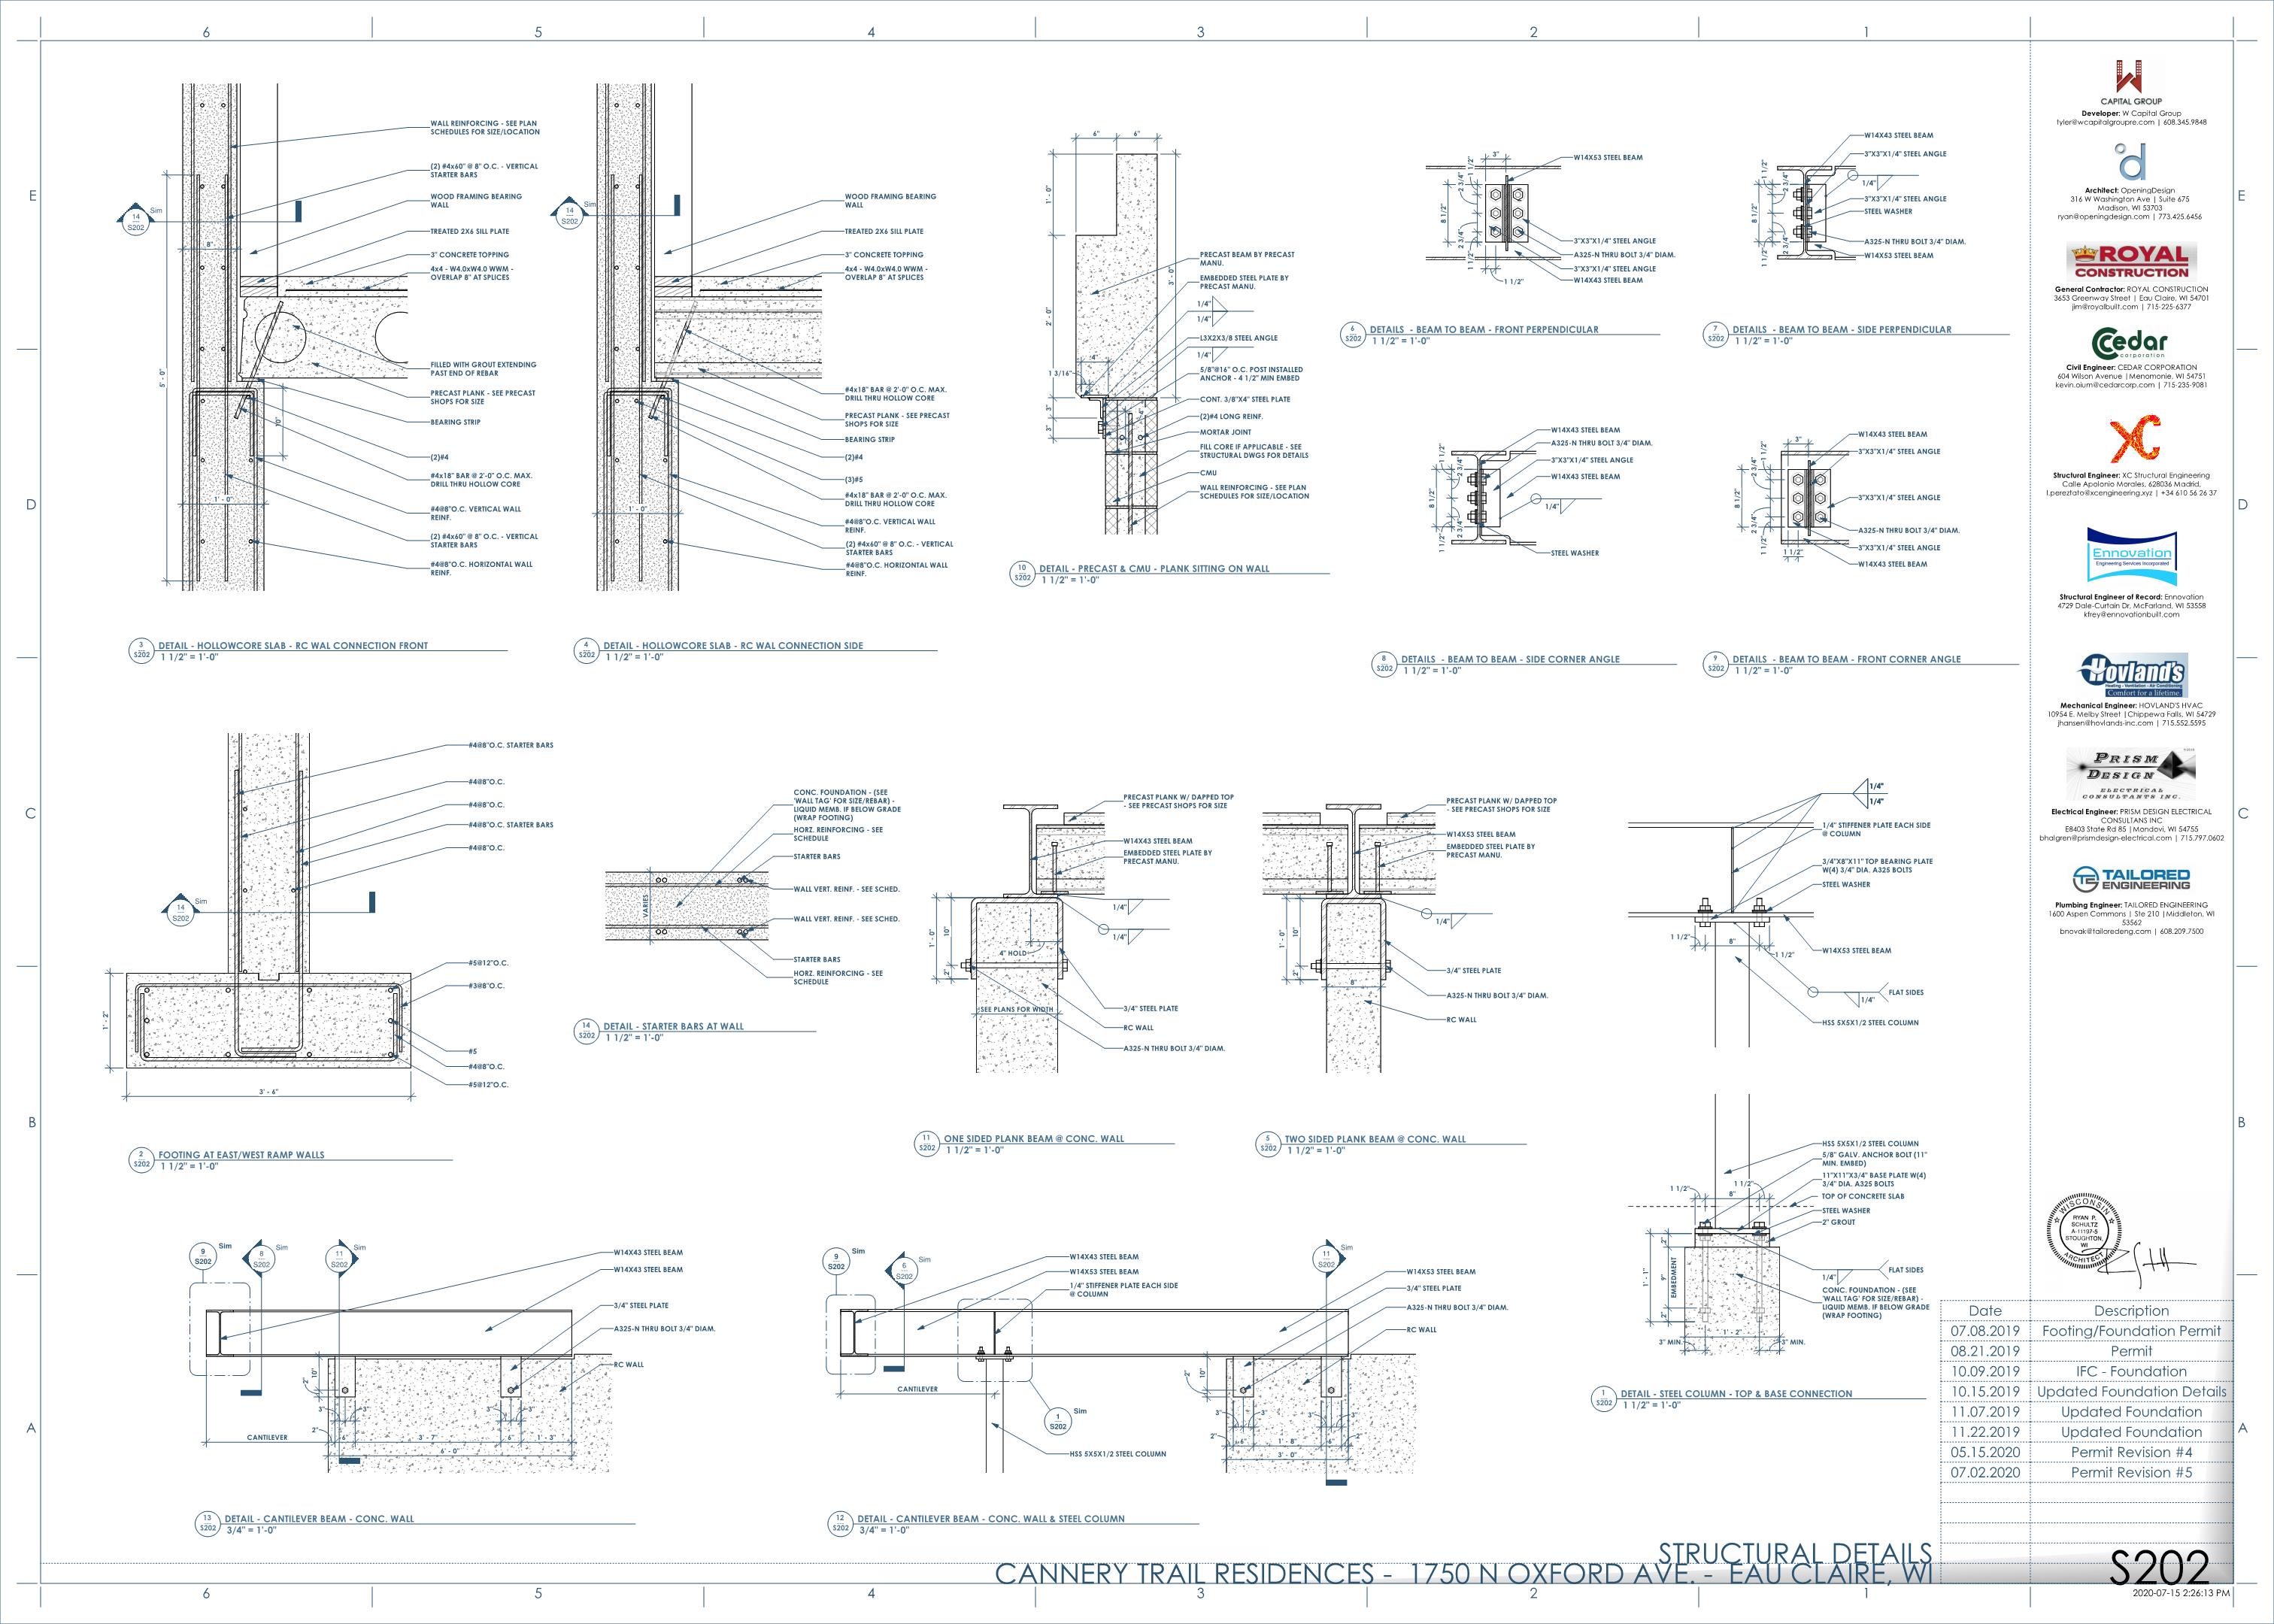 6
5
4
3
2
1
E
D
C
B
A
WALL REINFORCING - SEE PLAN
SCHEDULES FOR SIZE/LOCATION
(2) #4x60" @ 8" O.C. - VERTICAL
STARTER BARS
WOOD FRAMING BEARING
WALL
TREATED 2X6 SILL PLATE
3" CONCRETE TOPPING
4x4 - W4.0xW4.0 WWM -
OVERLAP 8" AT SPLICES
FILLED WITH GROUT EXTENDING
PAST END OF REBAR
PRECAST PLANK - SEE PRECAST
SHOPS FOR SIZE
BEARING STRIP
(2)#4
#4x18" BAR @ 2'-0" O.C. MAX.
DRILL THRU HOLLOW CORE
#4@8"O.C. VERTICAL WALL
REINF.
(2) #4x60" @ 8" O.C. - VERTICAL
STARTER BARS
#4@8"O.C. HORIZONTAL WALL
REINF.
14
S202
Sim
8"
5' - 0"
10"
1' - 0"
3
S202
DETAIL - HOLLOWCORE SLAB - RC WAL CONNECTION FRONT
1 1/2" = 1'-0"
14
S202
Sim
WOOD FRAMING BEARING
WALL
TREATED 2X6 SILL PLATE
3" CONCRETE TOPPING
4x4 - W4.0xW4.0 WWM -
OVERLAP 8" AT SPLICES
#4x18" BAR @ 2'-0" O.C. MAX.
DRILL THRU HOLLOW CORE
PRECAST PLANK - SEE PRECAST
SHOPS FOR SIZE
BEARING STRIP
(2)#4
(3)#5
#4x18" BAR @ 2'-0" O.C. MAX.
DRILL THRU HOLLOW CORE
#4@8"O.C. VERTICAL WALL
REINF.
(2) #4x60" @ 8" O.C. - VERTICAL
STARTER BARS
#4@8"O.C. HORIZONTAL WALL
REINF.
1' - 0"
4
S202
DETAIL - HOLLOWCORE SLAB - RC WAL CONNECTION SIDE
1 1/2" = 1'-0"
6"
6"
1' - 0"
2' - 0"
3' - 0"
4"
1 3/16"
3"
3"
PRECAST BEAM BY PRECAST
MANU.
EMBEDDED STEEL PLATE BY
PRECAST MANU.
1/4"
1/4"
L3X2X3/8 STEEL ANGLE
1/4"
5/8"@16" O.C. POST INSTALLED
ANCHOR - 4 1/2" MIN EMBED
CONT. 3/8"X4" STEEL PLATE
(2)#4 LONG REINF.
MORTAR JOINT
FILL CORE IF APPLICABLE - SEE
STRUCTURAL DWGS FOR DETAILS
CMU
WALL REINFORCING - SEE PLAN
SCHEDULES FOR SIZE/LOCATION
10
S202
DETAIL - PRECAST & CMU - PLANK SITTING ON WALL
1 1/2" = 1'-0"
3"
1 1/2"
2 3/4"
8 1/2"
2 3/4"
1 1/2"
1 1/2"
W14X53 STEEL BEAM
3"X3"X1/4" STEEL ANGLE
A325-N THRU BOLT 3/4" DIAM.
3"X3"X1/4" STEEL ANGLE
W14X43 STEEL BEAM
6
S202
DETAILS - BEAM TO BEAM - FRONT PERPENDICULAR
1 1/2" = 1'-0"
1 1/2"
2 3/4"
8 1/2"
2 3/4"
1 1/2"
W14X43 STEEL BEAM
3"X3"X1/4" STEEL ANGLE
1/4"
3"X3"X1/4" STEEL ANGLE
STEEL WASHER
A325-N THRU BOLT 3/4" DIAM.
W14X53 STEEL BEAM
7
S202
DETAILS - BEAM TO BEAM - SIDE PERPENDICULAR
1 1/2" = 1'-0"
1 1/2"
2 3/4"
8 1/2"
2 3/4"
1 1/2"
W14X43 STEEL BEAM
A325-N THRU BOLT 3/4" DIAM.
3"X3"X1/4" STEEL ANGLE
W14X43 STEEL BEAM
1/4"
STEEL WASHER
8
S202
DETAILS - BEAM TO BEAM - SIDE CORNER ANGLE
1 1/2" = 1'-0"
3"
1 1/2"
2 3/4"
8 1/2"
2 3/4"
1 1/2"
1 1/2"
W14X43 STEEL BEAM
3"X3"X1/4" STEEL ANGLE
3"X3"X1/4" STEEL ANGLE
A325-N THRU BOLT 3/4" DIAM.
3"X3"X1/4" STEEL ANGLE
W14X43 STEEL BEAM
9
S202
DETAILS - BEAM TO BEAM - FRONT CORNER ANGLE
1 1/2" = 1'-0"
#4@8"O.C. STARTER BARS
#4@8"O.C.
#4@8"O.C.
#4@8"O.C. STARTER BARS
#4@8"O.C.
14
S202
Sim
#5@12"O.C.
#3@8"O.C.
#5
#4@8"O.C.
#5@12"O.C.
1' - 2"
3' - 6"
2
S202
FOOTING AT EAST/WEST RAMP WALLS
1 1/2" = 1'-0"
CONC. FOUNDATION - (SEE
'WALL TAG' FOR SIZE/REBAR) -
LIQUID MEMB. IF BELOW GRADE
(WRAP FOOTING)
HORZ. REINFORCING - SEE
SCHEDULE
STARTER BARS
WALL VERT. REINF. - SEE SCHED.
WALL VERT. REINF. - SEE SCHED.
STARTER BARS
HORZ. REINFORCING - SEE
SCHEDULE
VARIES
14
S202
DETAIL - STARTER BARS AT WALL
1 1/2" = 1'-0"
PRECAST PLANK W/ DAPPED TOP
- SEE PRECAST SHOPS FOR SIZE
W14X43 STEEL BEAM
EMBEDDED STEEL PLATE BY
PRECAST MANU.
1/4"
1/4"
1' - 0"
10"
2"
4" HOLD
SEE PLANS FOR WIDTH
3/4" STEEL PLATE
RC WALL
A325-N THRU BOLT 3/4" DIAM.
11
S202
ONE SIDED PLANK BEAM @ CONC. WALL
1 1/2" = 1'-0"
PRECAST PLANK W/ DAPPED TOP
- SEE PRECAST SHOPS FOR SIZE
W14X53 STEEL BEAM
EMBEDDED STEEL PLATE BY
PRECAST MANU.
1/4"
1' - 0"
10"
2"
8"
3/4" STEEL PLATE
A325-N THRU BOLT 3/4" DIAM.
RC WALL
5
S202
TWO SIDED PLANK BEAM @ CONC. WALL
1 1/2" = 1'-0"
1/4"
1/4"
1/4" STIFFENER PLATE EACH SIDE
@ COLUMN
3/4"X8"X11" TOP BEARING PLATE
W(4) 3/4" DIA. A325 BOLTS
STEEL WASHER
1 1/2"
8"
1 1/2"
W14X53 STEEL BEAM
1/4"
FLAT SIDES
HSS 5X5X1/2 STEEL COLUMN
HSS 5X5X1/2 STEEL COLUMN
5/8" GALV. ANCHOR BOLT (11"
MIN. EMBED)
11"X11"X3/4" BASE PLATE W(4)
3/4" DIA. A325 BOLTS
TOP OF CONCRETE SLAB
STEEL WASHER
2" GROUT
1 1/2"
8"
1 1/2"
2"
1' - 1"
9"
EMBEDMENT
2"
FLAT SIDES
1/4"
CONC. FOUNDATION - (SEE
'WALL TAG' FOR SIZE/REBAR) -
LIQUID MEMB. IF BELOW GRADE
(WRAP FOOTING)
1' - 2"
3" MIN.
3" MIN.
1
S202
DETAIL - STEEL COLUMN - TOP & BASE CONNECTION
1 1/2" = 1'-0"
9
S202
Sim
8
S202
Sim
11
S202
Sim
W14X43 STEEL BEAM
W14X43 STEEL BEAM
3/4" STEEL PLATE
A325-N THRU BOLT 3/4" DIAM.
RC WALL
10"
2"
3"
3"
3"
3"
2"
6"
3' - 7"
6"
1' - 3"
6' - 0"
CANTILEVER
13
S202
DETAIL - CANTILEVER BEAM - CONC. WALL
3/4" = 1'-0"
9
S202
Sim
6
S202
11
S202
Sim
W14X43 STEEL BEAM
W14X53 STEEL BEAM
1/4" STIFFENER PLATE EACH SIDE
@ COLUMN
W14X53 STEEL BEAM
3/4" STEEL PLATE
A325-N THRU BOLT 3/4" DIAM.
RC WALL
CANTILEVER
1
S202
Sim
HSS 5X5X1/2 STEEL COLUMN
2"
10"
3"
3"
3"
3"
2"
6"
1' - 8"
6"
2"
3' - 0"
12
S202
DETAIL - CANTILEVER BEAM - CONC. WALL & STEEL COLUMN
3/4" = 1'-0"
CAPITAL GROUP
Developer: W Capital Group
tyler@wcapitalgroupre.com | 608.345.9848
Architect: OpeningDesign
316 W Washington Ave | Suite 675
Madison, WI 53703
ryan@openingdesign.com | 773.425.6456
ROYAL
CONSTRUCTION
General Contractor: ROYAL CONSTRUCTION
3653 Greenway Street | Eau Claire, WI 54701
jim@royalbuilt.com | 715-225-6377
Cedar
corporation
Civil Engineer: CEDAR CORPORATION
604 Wilson Avenue |Menomonie, WI 54751
kevin.oium@cedarcorp.com | 715-235-9081
XC
Structural Engineer: XC Structural Engineering
Calle Apolonio Morales, 628036 Madrid,
l.perezfato@xcengineering.xyz | +34 610 56 26 37
Ennovation
Engineering Services Incorporated
Structural Engineer of Record: Ennovation
4729 Dale-Curtain Dr, McFarland, WI 53558
kfrey@ennovationbuilt.com
Hovland's
Heating - Ventilation - Air Conditioning
Comfort for a lifetime.
Mechanical Engineer: HOVLAND'S HVAC
10954 E. Melby Street |Chippewa Falls, WI 54729
jhansen@hovlands-inc.com | 715.552.5595
PRISM
DESIGN
ELECTRICAL
CONSULTANTS INC.
Electrical Engineer: PRISM DESIGN ELECTRICAL
CONSULTANS INC
E8403 State Rd 85 |Mandovi, WI 54755
bhalgren@prismdesign-electrical.com | 715.797.0602
TE TAILORED
ENGINEERING
Plumbing Engineer: TAILORED ENGINEERING
1600 Aspen Commons | Ste 210 |Middleton, WI
53562
bnovak@tailoredeng.com | 608.209.7500
WISCONSIN
RYAN P.
SCHULTZ
A-11197-5
STOUGHTON,
WI
ARCHITECT
Date Description
07.08.2019 Footing/Foundation Permit
08.21.2019 Permit
10.09.2019 IFC - Foundation
10.15.2019 Updated Foundation Details
11.07.2019 Updated Foundation
11.22.2019 Updated Foundation
05.15.2020 Permit Revision #4
07.02.2020 Permit Revision #5
STRUCTURAL DETAILS
CANNERY TRAIL RESIDENCES - 1750 N OXFORD AVE. - EAU CLAIRE, WI
S202
2020-07-15 2:26:13 PM
E
D
C
B
A
6
5
4
3
2
1